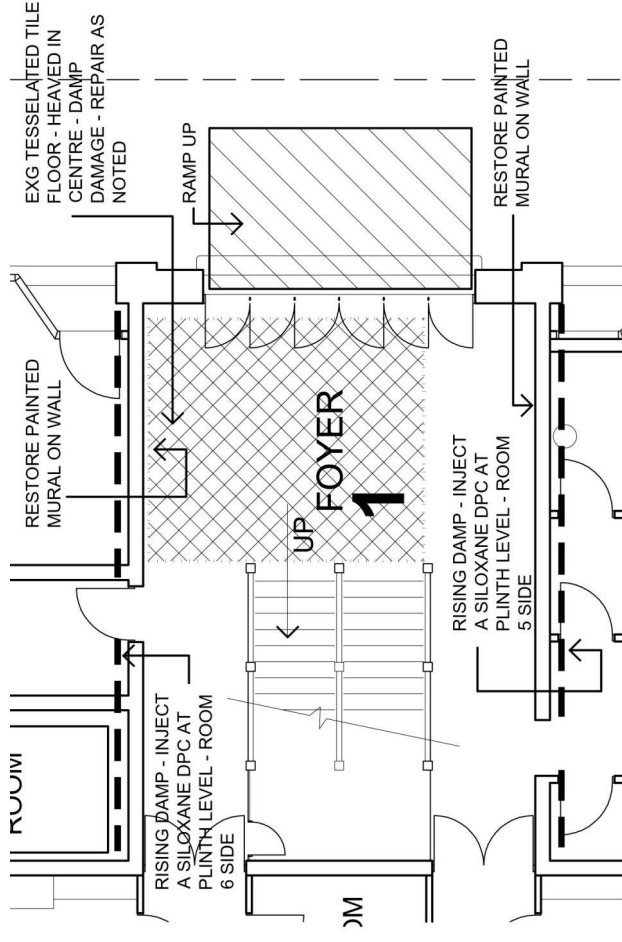 EXG TESSELATED TILE
FLOOR - HEAVED IN
CENTRE - DAMP
DAMAGE - REPAIR AS
NOTED
RAMP UP
RESTORE PAINTED
MURAL ON WALL
RESTORE PAINTED
MURAL ON WALL
FOYER
1
UP
RISING DAMP - INJECT
A SILOXANE DPC AT
PLINTH LEVEL - ROOM
5 SIDE
RISING DAMP - INJECT
A SILOXANE DPC AT
PLINTH LEVEL - ROOM
6 SIDE
ROOM
OM